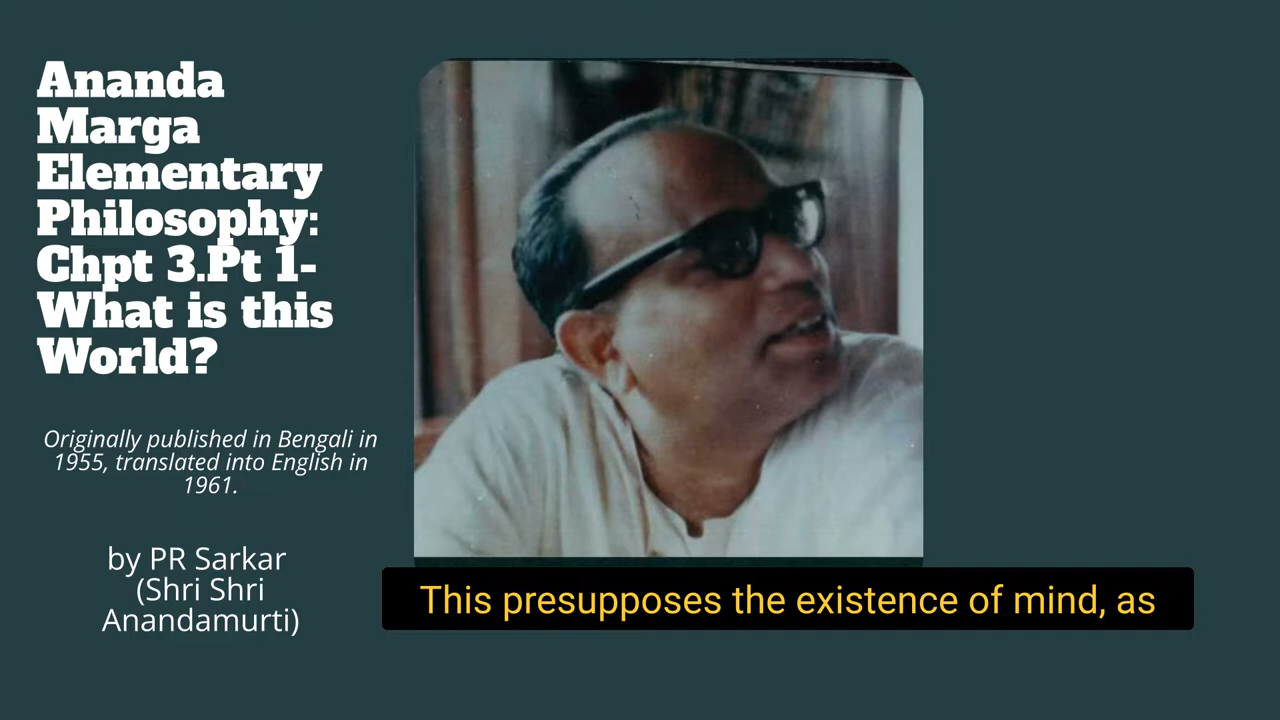 Ananda
Marga
Elementary
Philosophy:
Chpt 3.Pt 1-
What is this
World?
Originally published in Bengali in
1955, translated into English in
1961.
by PR Sarkar
(Shri Shri
Anandamurti)
This presupposes the existence of mind, as